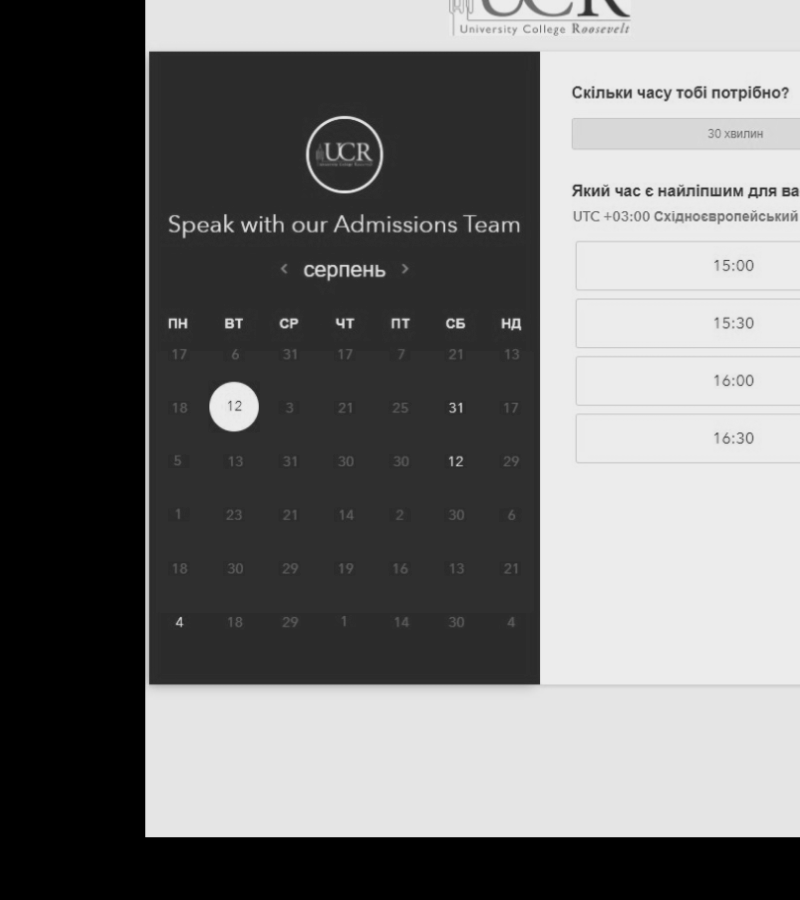 UCR
University College Roosevelt
UCR
Speak with our Admissions Team
‹ серпень ›
ПН ВТ СР ЧТ ПТ СБ НД
17 6 31 17 7 21 13
18 12 3 21 25 31 17
5 13 31 30 30 12 29
1 23 21 14 2 30 6
18 30 29 19 16 13 21
4 18 29 1 14 30 4
Скільки часу тобі потрібно?
30 хвилин
Який час є найліпшим для ва
UTC +03:00 Східноєвропейський
15:00
15:30
16:00
16:30